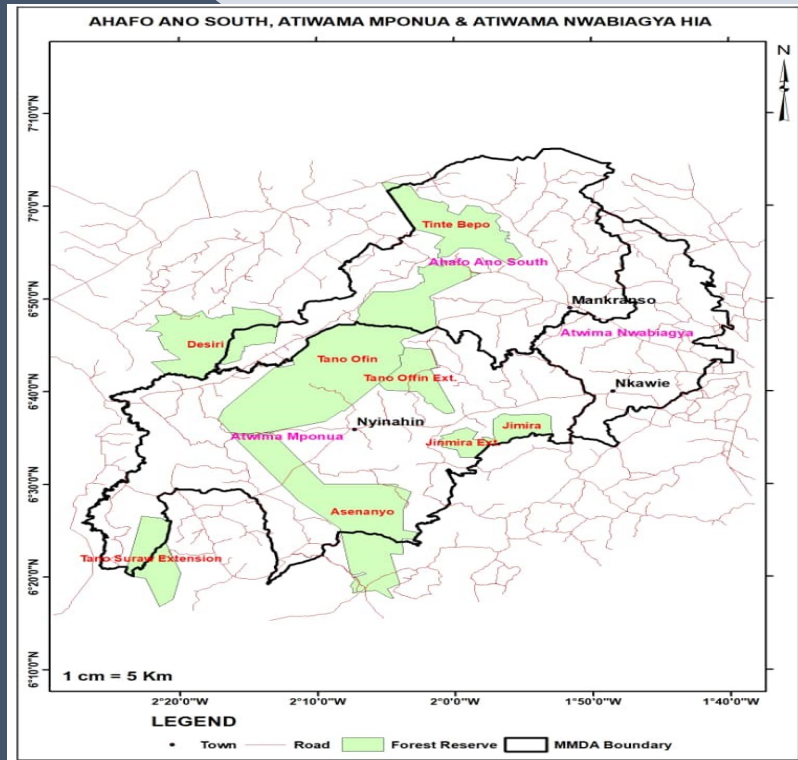 AHAFO ANO SOUTH, ATIWAMA MPONUA & ATIWAMA NWABIAGYA HIA
N
7°10'0"N
7°0'0"N
6°50'0"N
6°40'0"N
6°30'0"N
6°20'0"N
6°10'0"N
Tinte Bepo
Ahafo Ano South
Mankranso
Atwima Nwabiagya
Desiri
Tano Ofin
Tano Offin Ext.
Nkawie
Nyinahin
Jimira
Atwima Mponua
Jinmira Ext.
Asenanyo
Tano Suraw Extension
1 cm = 5 Km
2°20'0"W
2°10'0"W
2°0'0"W
1°50'0"W
1°40'0"W
LEGEND
Town
Road
Forest Reserve
MMDA Boundary